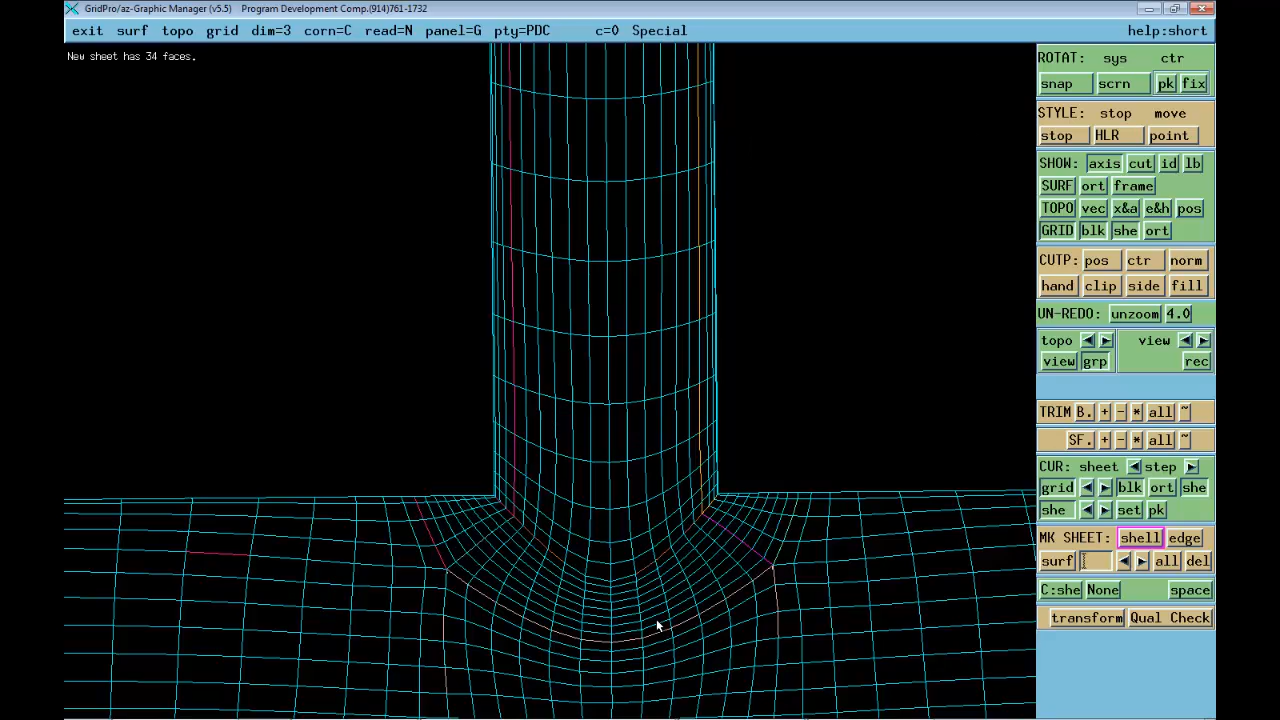 GridPro/az-Graphic Manager (v5.5) Program Development Comp.(914)761-1732
exit surf topo grid dim=3 corn=C read=N panel=G pty=PDC c=0 Special help:short
New sheet has 34 faces.
ROTAT: sys ctr
snap scrn pk fix
STYLE: stop move
stop HLR point
SHOW: axis cut id lb
SURF ort frame
TOPO vec x&a e&h pos
GRID blk she ort
CUTP: pos ctr norm
hand clip side fill
UN-REDO: unzoom 4.0
topo view
view grp rec
TRIM B. + - * all ~
SF. + - * all ~
CUR: sheet step
grid blk ort she
she set pk
MK SHEET: shell edge
surf all del
C:she None space
transform Qual Check